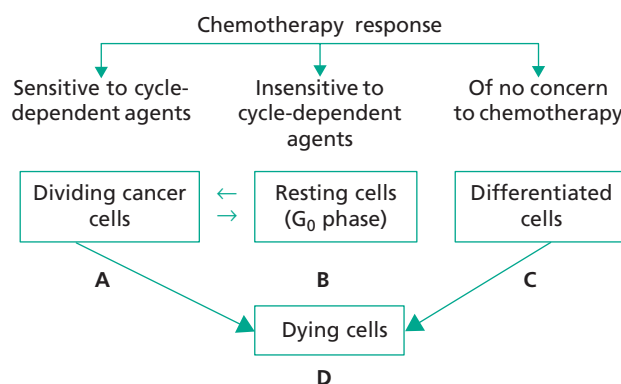 Chemotherapy response
Sensitive to cycle-
dependent agents
Insensitive to
cycle-dependent
agents
Of no concern
to chemotherapy
Dividing cancer
cells
←
→
Resting cells
(G₀ phase)
Differentiated
cells
A
B
C
Dying cells
D